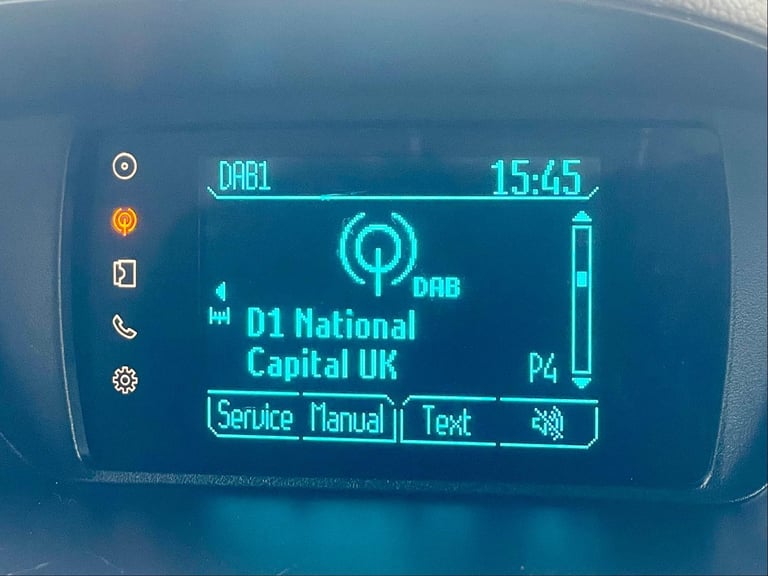 DAB1 15:45
DAB
D1 National
Capital UK P4
Service Manual Text